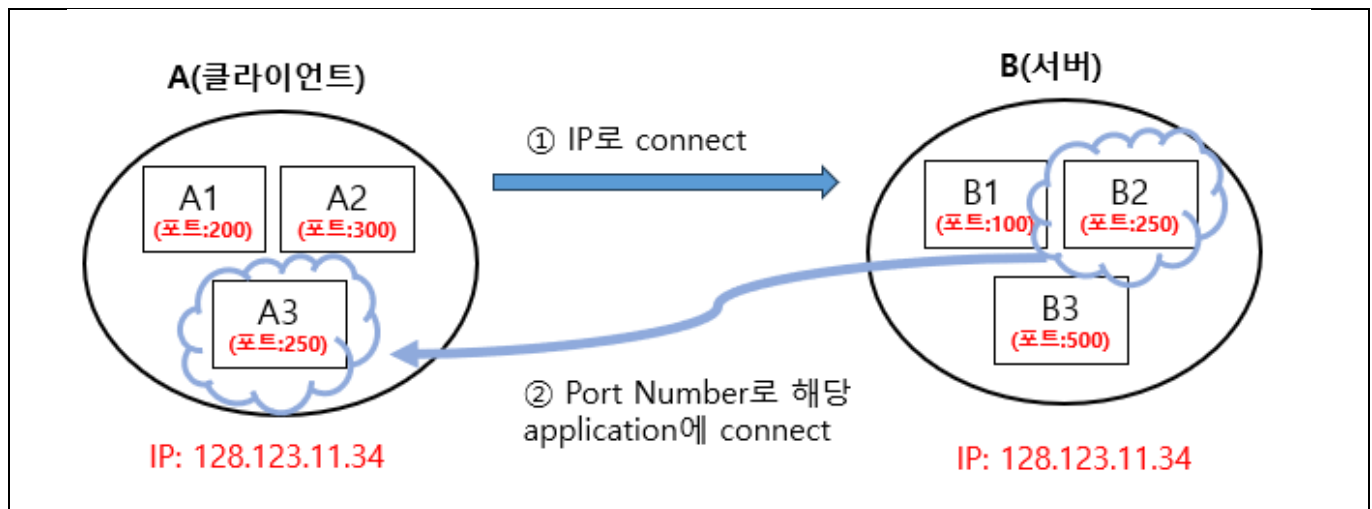 A(클라이언트)
B(서버)
① IP로 connect
A1
(포트:200)
A2
(포트:300)
B1
(포트:100)
B2
(포트:250)
A3
(포트:250)
B3
(포트:500)
② Port Number로 해당
application에 connect
IP: 128.123.11.34
IP: 128.123.11.34